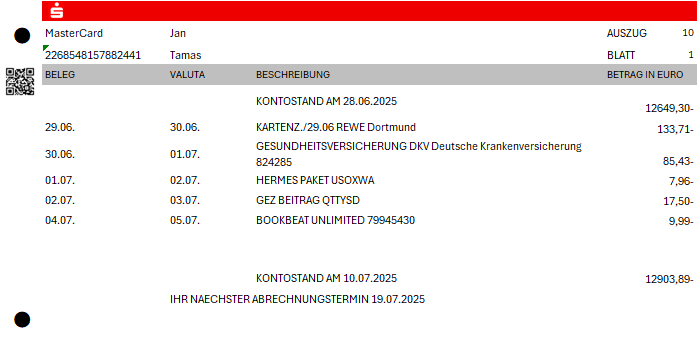 MasterCard Jan AUSZUG 10
2268548157882441 Tamas BLATT 1
BELEG VALUTA BESCHREIBUNG BETRAG IN EURO
KONTOSTAND AM 28.06.2025 12649,30-
29.06. 30.06. KARTENZ./29.06 REWE Dortmund 133,71-
30.06. 01.07. GESUNDHEITSVERSICHERUNG DKV Deutsche Krankenversicherung
824285 85,43-
01.07. 02.07. HERMES PAKET USOXWA 7,96-
02.07. 03.07. GEZ BEITRAG QTTYSD 17,50-
04.07. 05.07. BOOKBEAT UNLIMITED 79945430 9,99-
KONTOSTAND AM 10.07.2025 12903,89-
IHR NAECHSTER ABRECHNUNGSTERMIN 19.07.2025